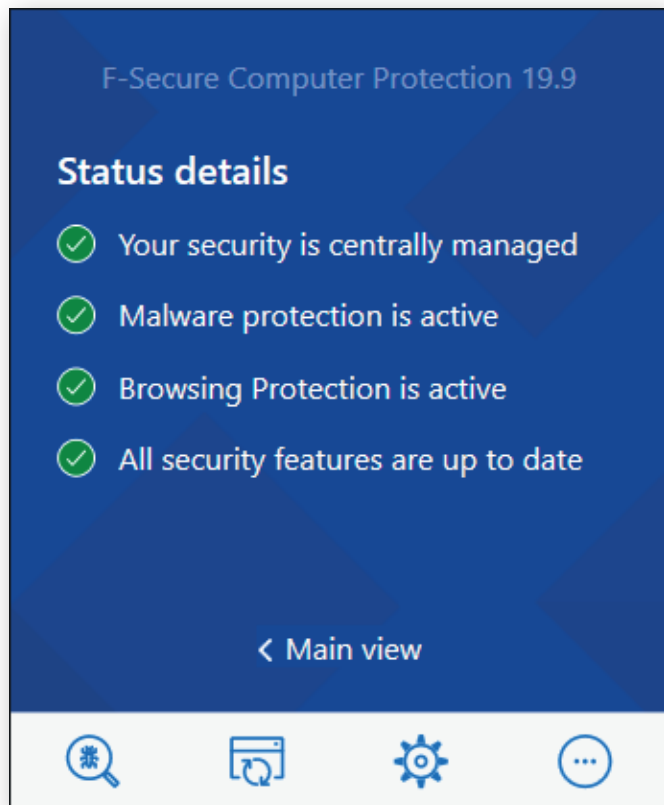 F-Secure Computer Protection 19.9
Status details
Your security is centrally managed
Malware protection is active
Browsing Protection is active
All security features are up to date
< Main view